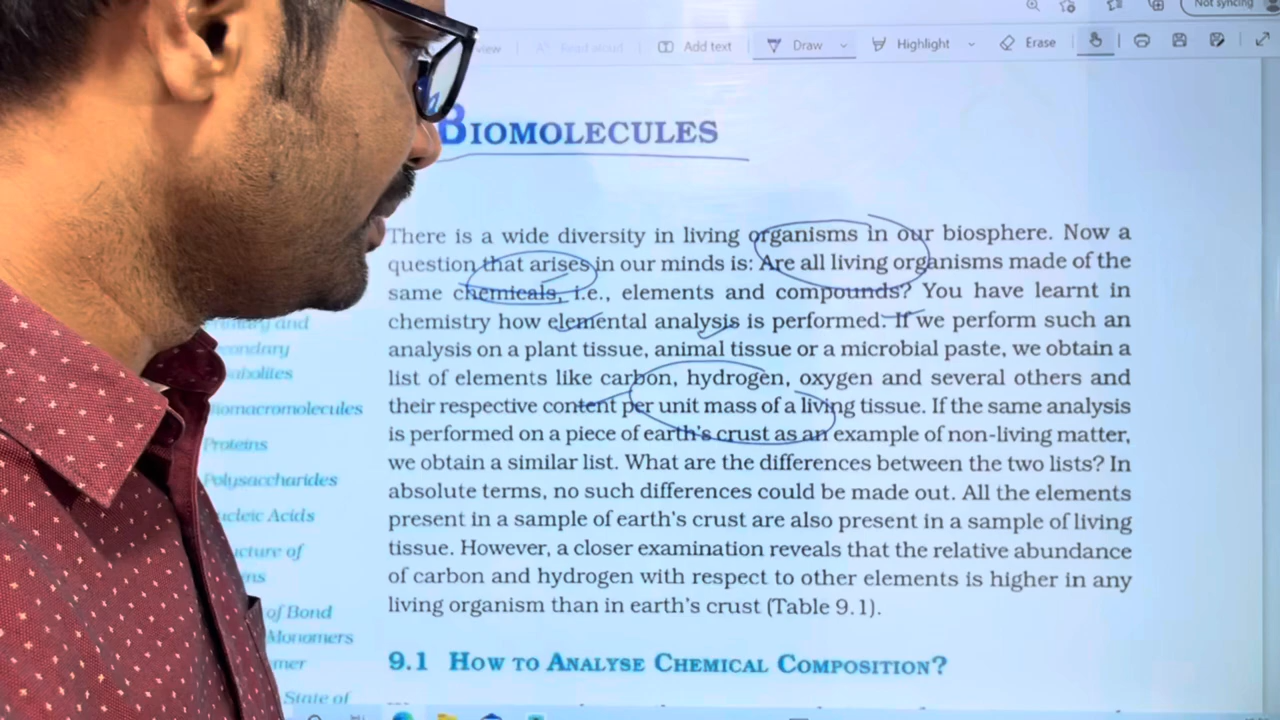 Not syncing
view
Read aloud
Add text
Draw
Highlight
Erase
BIOMOLECULES
There is a wide diversity in living organisms in our biosphere. Now a
question that arises in our minds is: Are all living organisms made of the
same chemicals, i.e., elements and compounds? You have learnt in
chemistry how elemental analysis is performed. If we perform such an
analysis on a plant tissue, animal tissue or a microbial paste, we obtain a
list of elements like carbon, hydrogen, oxygen and several others and
their respective content per unit mass of a living tissue. If the same analysis
is performed on a piece of earth's crust as an example of non-living matter,
we obtain a similar list. What are the differences between the two lists? In
absolute terms, no such differences could be made out. All the elements
present in a sample of earth's crust are also present in a sample of living
tissue. However, a closer examination reveals that the relative abundance
of carbon and hydrogen with respect to other elements is higher in any
living organism than in earth's crust (Table 9.1).
9.1 HOW TO ANALYSE CHEMICAL COMPOSITION?
and
Proteins
Polysaccharides
Acids
of
of Bond
Monomers
State of